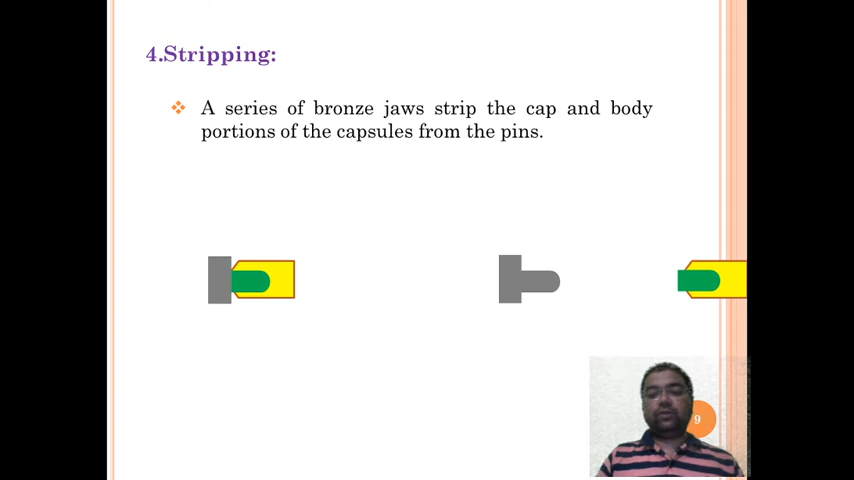 4.Stripping:
A series of bronze jaws strip the cap and body
portions of the capsules from the pins.
9